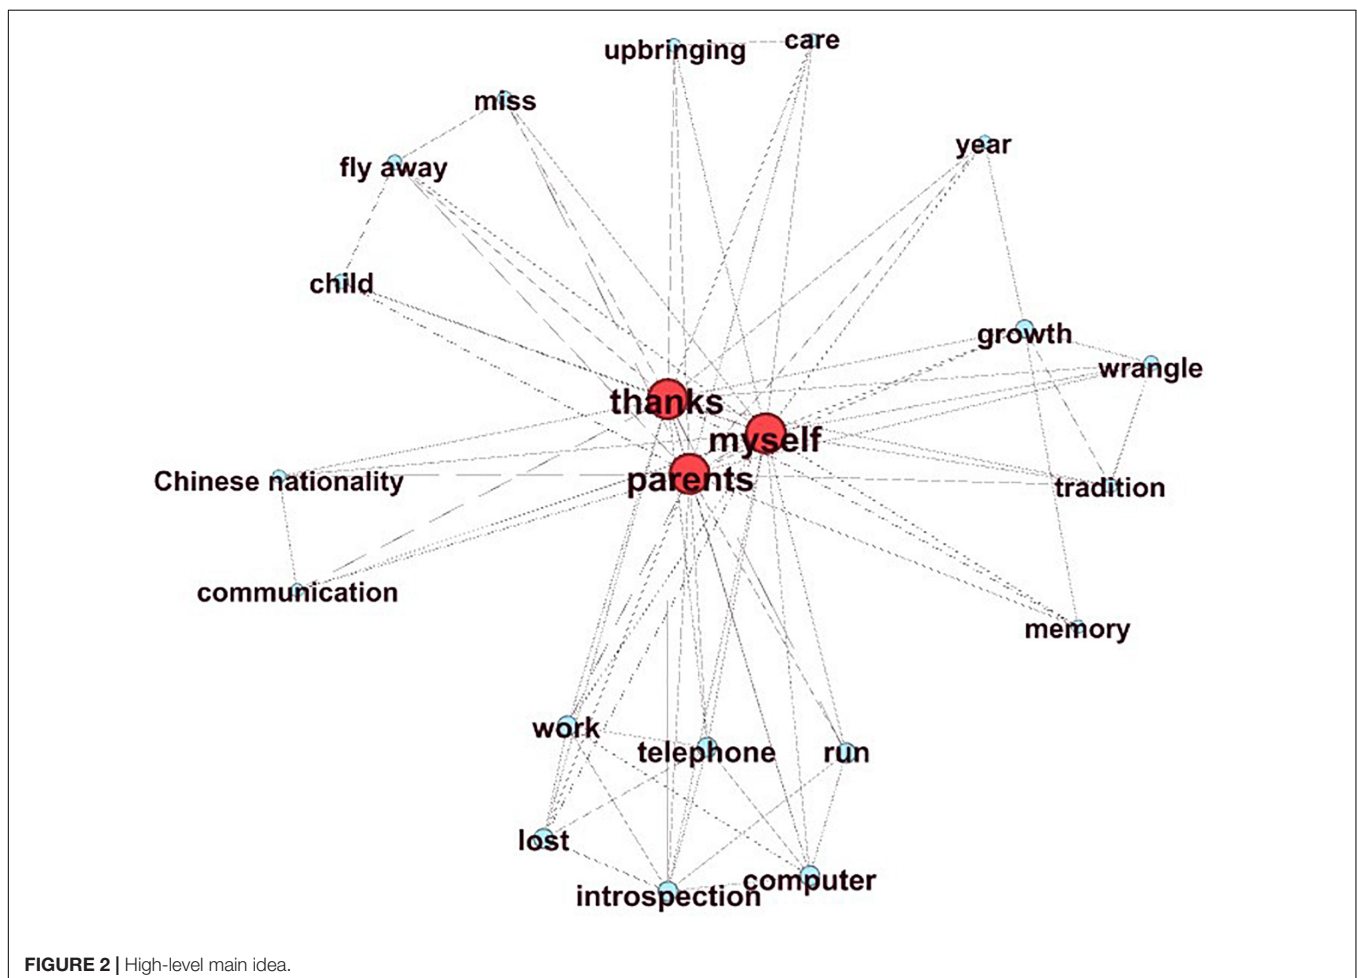 upbringing
care
miss
year
fly away
child
growth
wrangle
thanks
myself
parents
Chinese nationality
tradition
communication
memory
work
telephone
run
lost
introspection
computer
FIGURE 2 | High-level main idea.